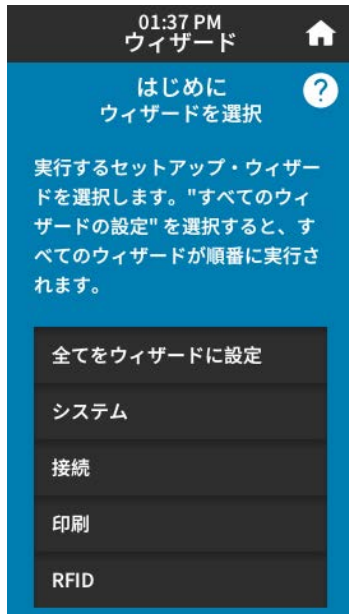 01:37 PM
ウィザード
はじめに
ウィザードを選択
?
実行するセットアップ・ウィザー
ドを選択します。"すべてのウィ
ザードの設定" を選択すると、す
べてのウィザードが順番に実行さ
れます。
全てをウィザードに設定
システム
接続
印刷
RFID